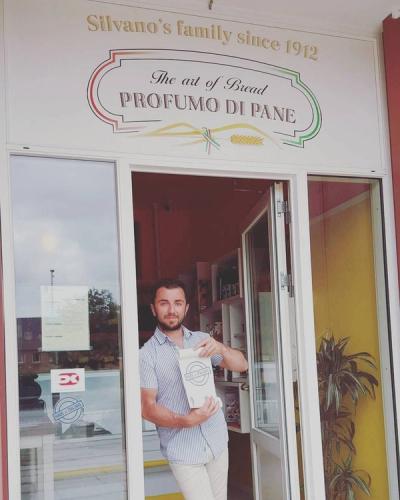 Silvano's family since 1912
The art of Bread
PROFUMO DI PANE